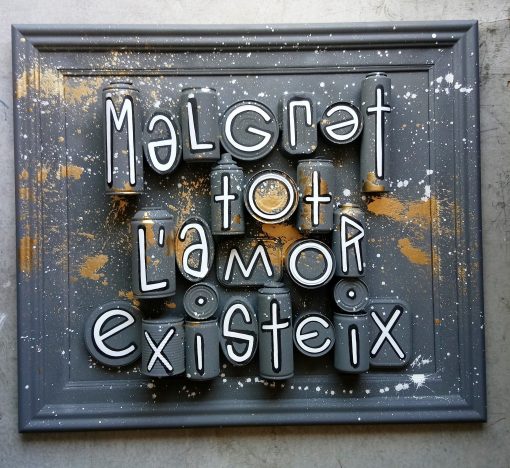 MaLGrat
tot
L'AMOR
existeix